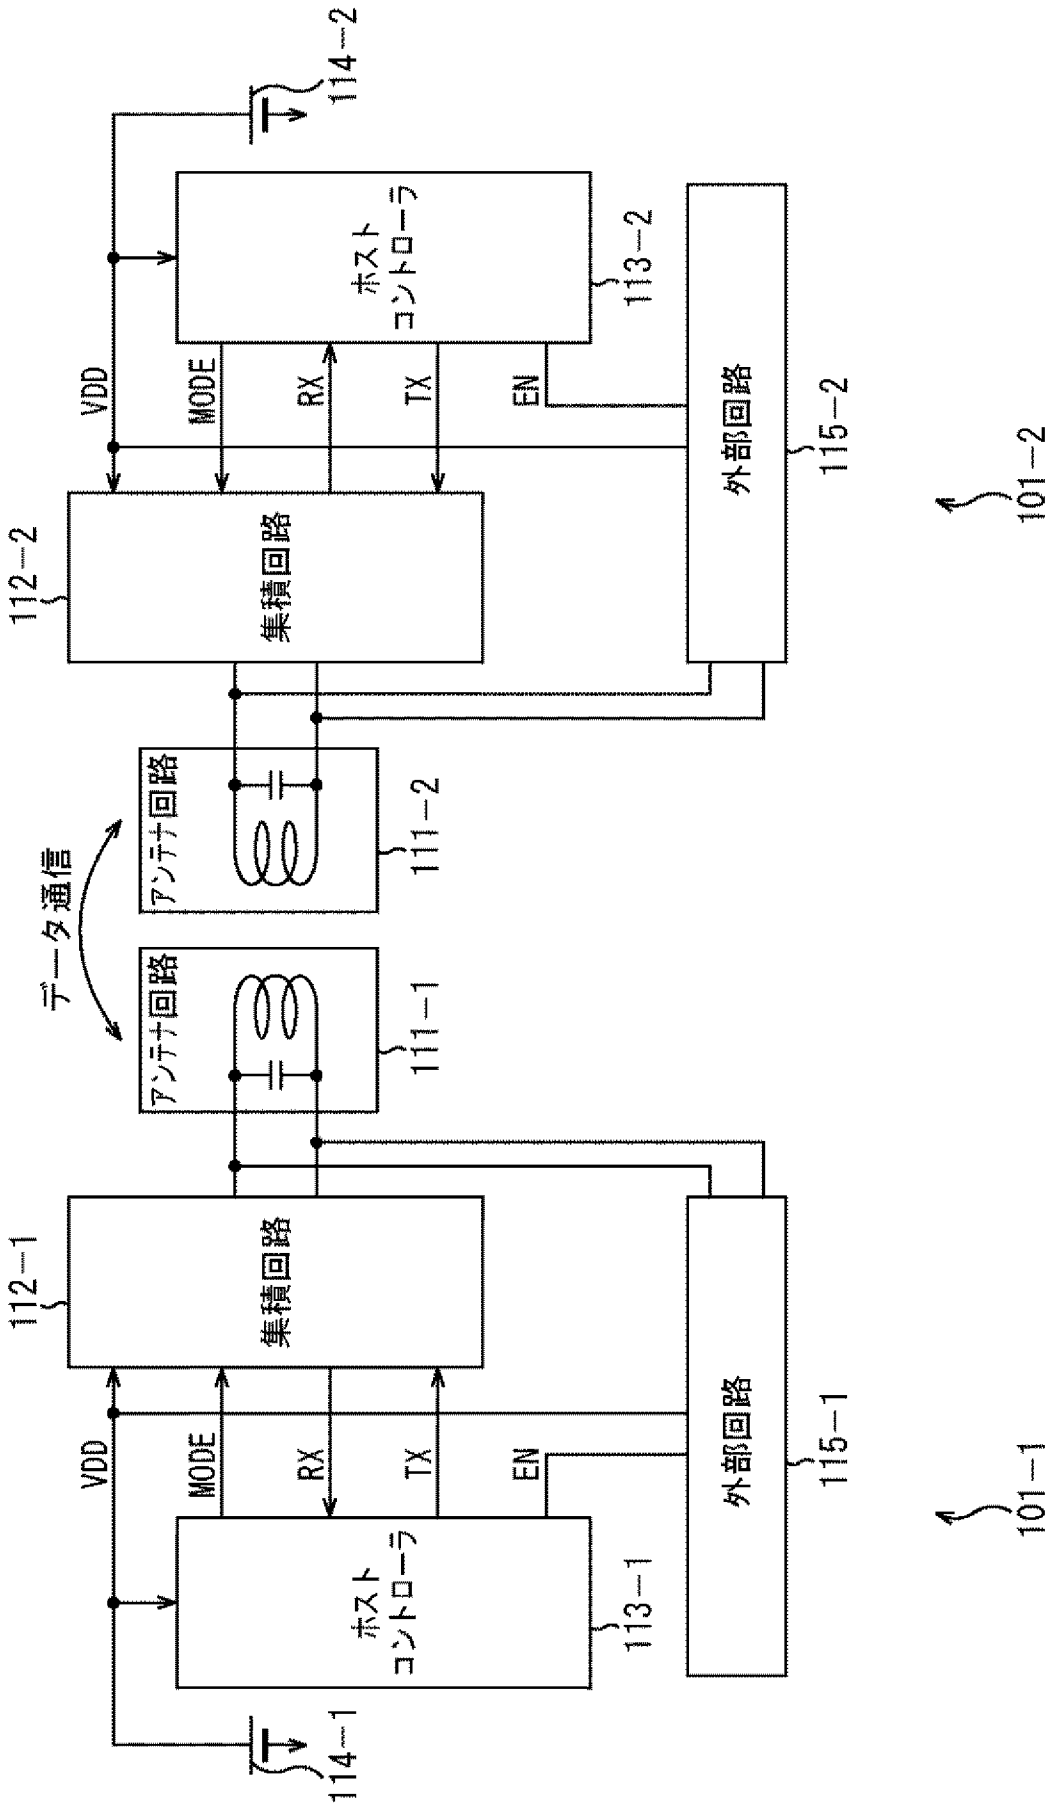 データ通信
112-1
112-2
VDD
VDD
アンテナ回路
アンテナ回路
MODE
MODE
集積回路
集積回路
RX
RX
114-1
114-2
ホスト
コントローラ
ホスト
コントローラ
TX
TX
111-1
111-2
EN
EN
113-1
113-2
外部回路
外部回路
115-1
115-2
101-1
101-2